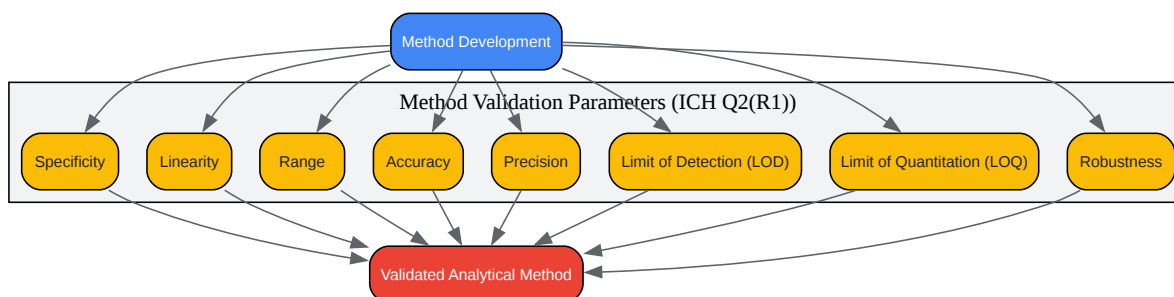 Method Development
Method Validation Parameters (ICH Q2(R1))
Specificity
Linearity
Range
Accuracy
Precision
Limit of Detection (LOD)
Limit of Quantitation (LOQ)
Robustness
Validated Analytical Method